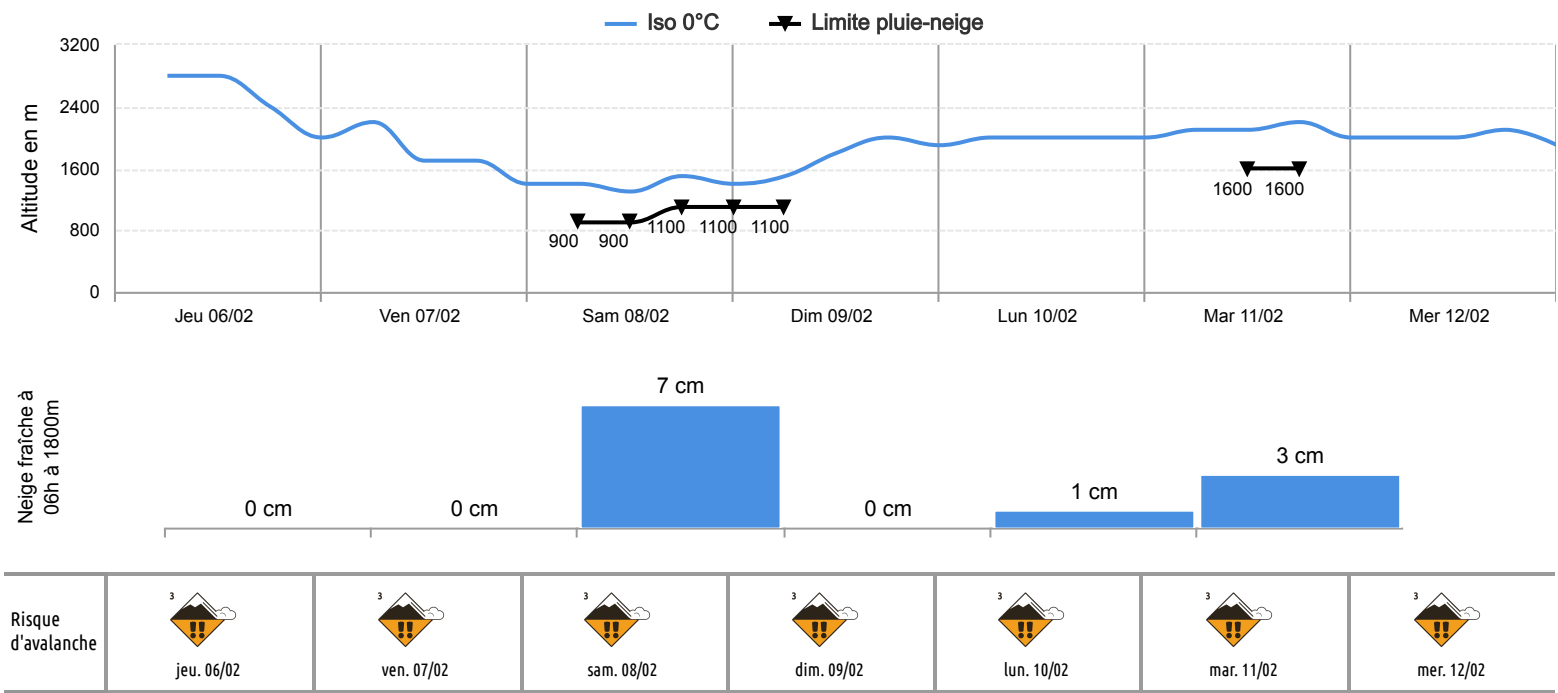 Iso 0°C Limite pluie-neige
Altitude en m
3200
2400
1600
800
0
900 900 1100 1100 1100 1600 1600
Jeu 06/02 Ven 07/02 Sam 08/02 Dim 09/02 Lun 10/02 Mar 11/02 Mer 12/02
Neige fraîche à
06h à 1800m
0 cm 0 cm 7 cm 0 cm 1 cm 3 cm
Risque
d'avalanche
3 3 3 3 3 3 3
!! !! !! !! !! !! !!
jeu. 06/02 ven. 07/02 sam. 08/02 dim. 09/02 lun. 10/02 mar. 11/02 mer. 12/02